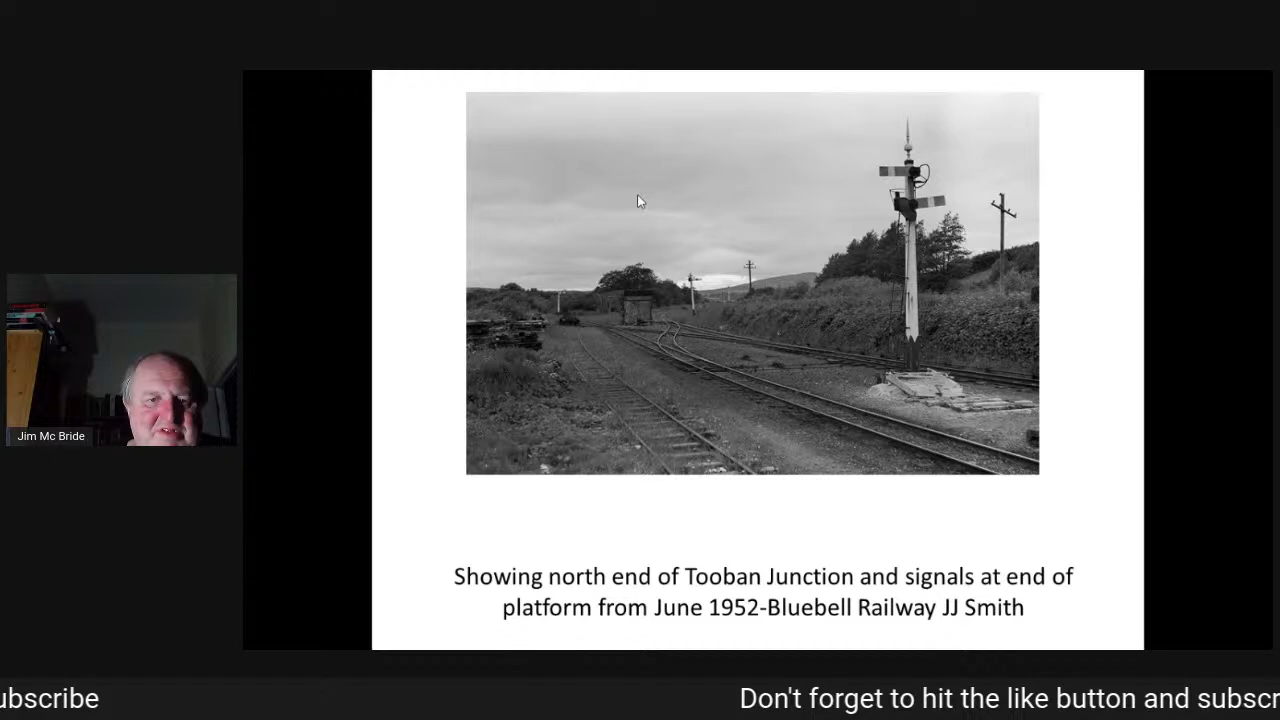 Jim Mc Bride
Showing north end of Tooban Junction and signals at end of
platform from June 1952-Bluebell Railway JJ Smith
ubscribe
Don't forget to hit the like button and subscr